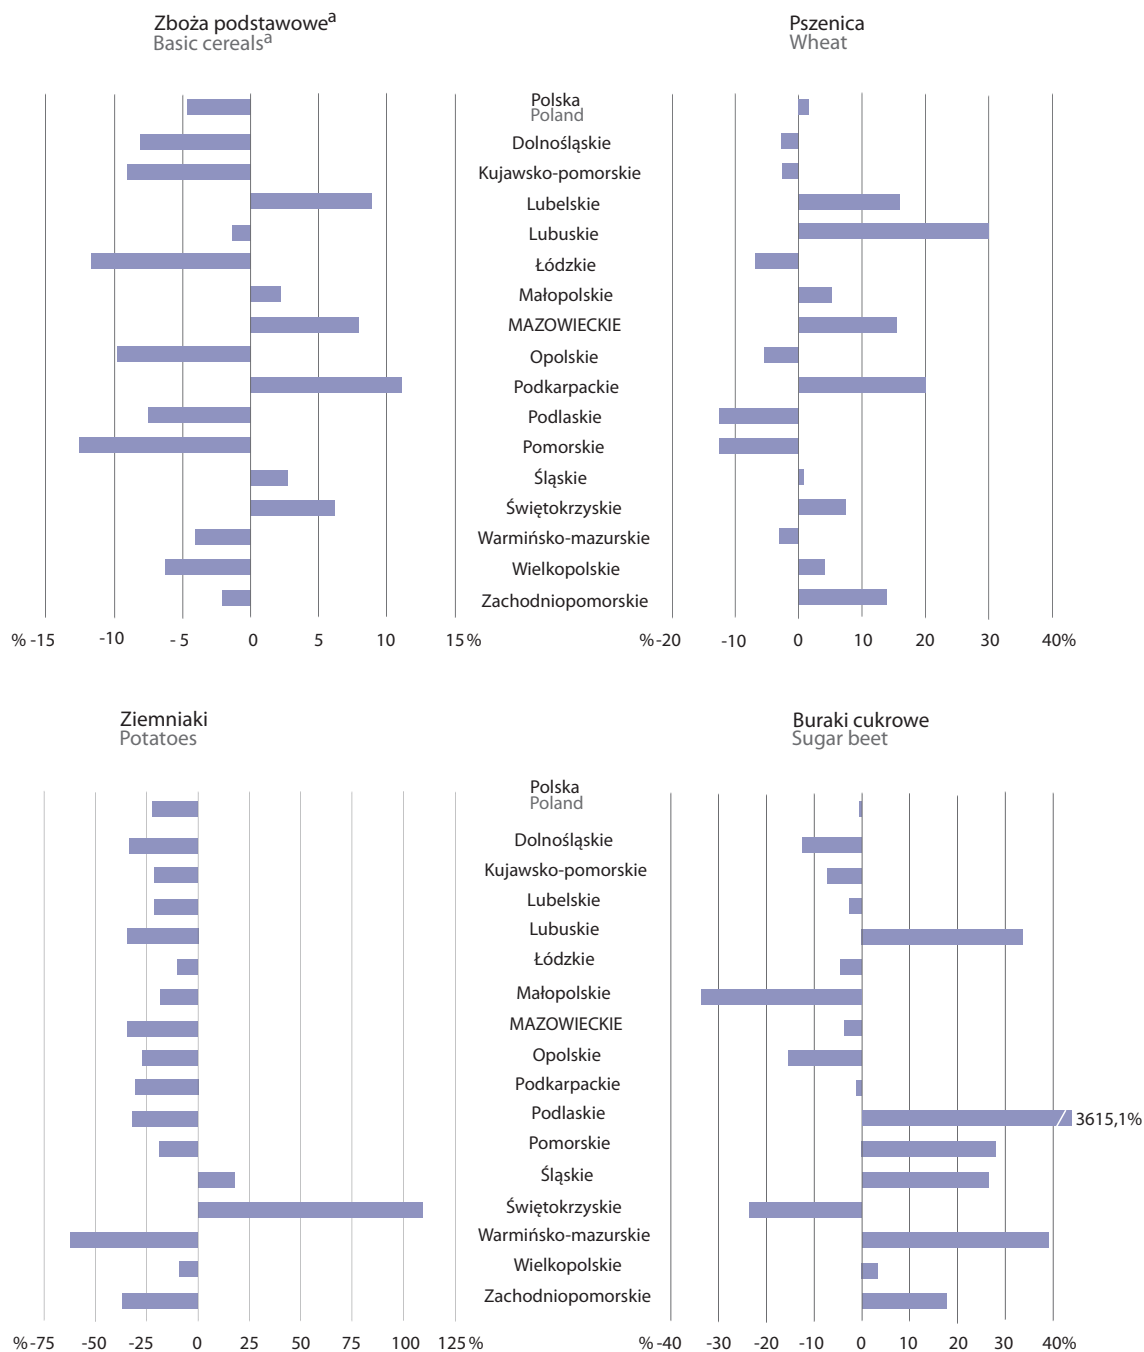 Zboża podstawoweª
Basic cerealsª
Pszenica
Wheat
Polska
Poland
Dolnośląskie
Kujawsko-pomorskie
Lubelskie
Lubuskie
Łódzkie
Małopolskie
MAZOWIECKIE
Opolskie
Podkarpackie
Podlaskie
Pomorskie
Śląskie
Świętokrzyskie
Warmińsko-mazurskie
Wielkopolskie
Zachodniopomorskie
% -15 -10 - 5 0 5 10 15 %
%-20 -10 0 10 20 30 40%
Ziemniaki
Potatoes
Buraki cukrowe
Sugar beet
Polska
Poland
Dolnośląskie
Kujawsko-pomorskie
Lubelskie
Lubuskie
Łódzkie
Małopolskie
MAZOWIECKIE
Opolskie
Podkarpackie
Podlaskie
3615,1%
Pomorskie
Śląskie
Świętokrzyskie
Warmińsko-mazurskie
Wielkopolskie
Zachodniopomorskie
%-75 -50 -25 0 25 50 75 100 125 %
% -40 -30 -20 -10 0 10 20 30 40%